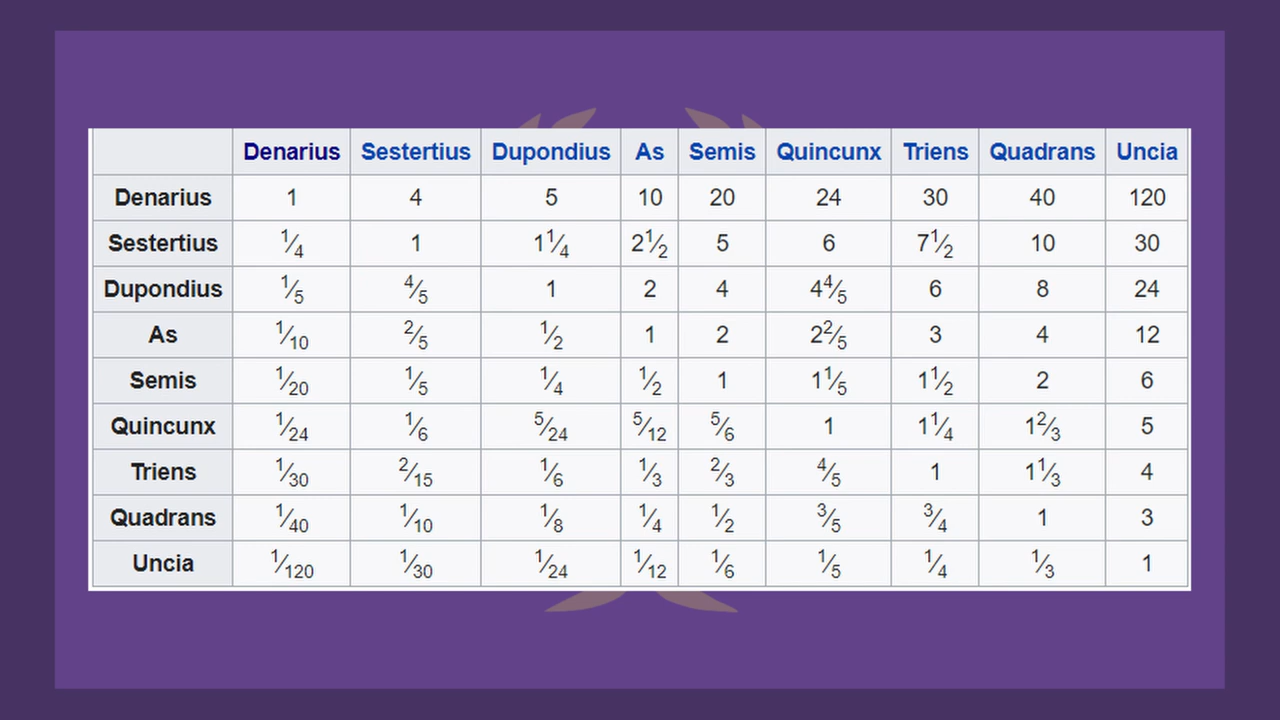 Denarius Sestertius Dupondius As Semis Quincunx Triens Quadrans Uncia
Denarius 1 4 5 10 20 24 30 40 120
Sestertius 1⁄4 1 1 1⁄4 2 1⁄2 5 6 7 1⁄2 10 30
Dupondius 1⁄5 4⁄5 1 2 4 4 4⁄5 6 8 24
As 1⁄10 2⁄5 1⁄2 1 2 2 2⁄5 3 4 12
Semis 1⁄20 1⁄5 1⁄4 1⁄2 1 1 1⁄5 1 1⁄2 2 6
Quincunx 1⁄24 1⁄6 5⁄24 5⁄12 5⁄6 1 1 1⁄4 1 2⁄3 5
Triens 1⁄30 2⁄15 1⁄6 1⁄3 2⁄3 4⁄5 1 1 1⁄3 4
Quadrans 1⁄40 1⁄10 1⁄8 1⁄4 1⁄2 3⁄5 3⁄4 1 3
Uncia 1⁄120 1⁄30 1⁄24 1⁄12 1⁄6 1⁄5 1⁄4 1⁄3 1